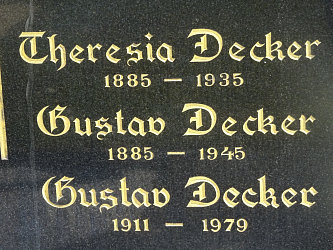 Theresia Decker
1885 – 1935
Gustav Decker
1885 – 1945
Gustav Decker
1911 – 1979